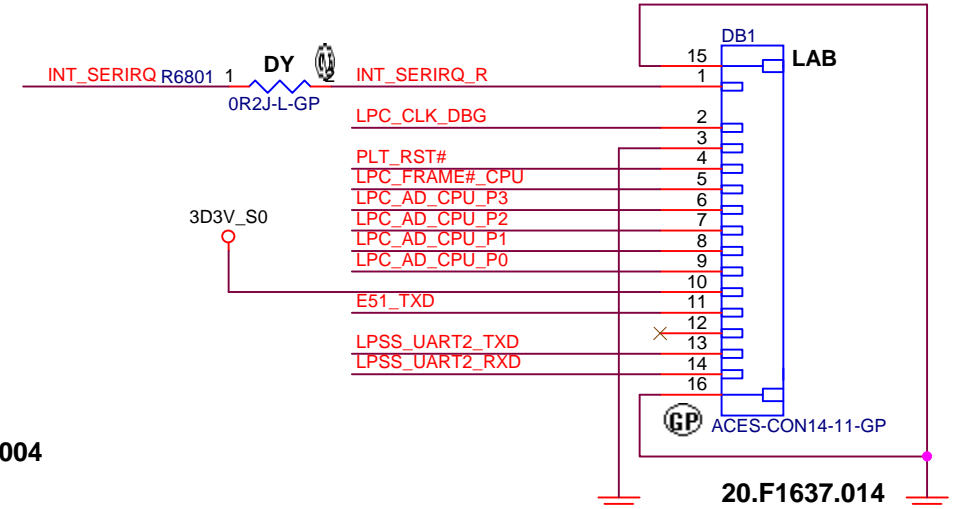 DB1
LAB
15
INT_SERIRQ R6801 1 DY 2 INT_SERIRQ_R 1
0R2J-L-GP
LPC_CLK_DBG 2
3
PLT_RST# 4
LPC_FRAME#_CPU 5
LPC_AD_CPU_P3 6
LPC_AD_CPU_P2 7
3D3V_S0
LPC_AD_CPU_P1 8
LPC_AD_CPU_P0 9
10
E51_TXD 11
12
LPSS_UART2_TXD 13
LPSS_UART2_RXD 14
16
GP ACES-CON14-11-GP
004
20.F1637.014